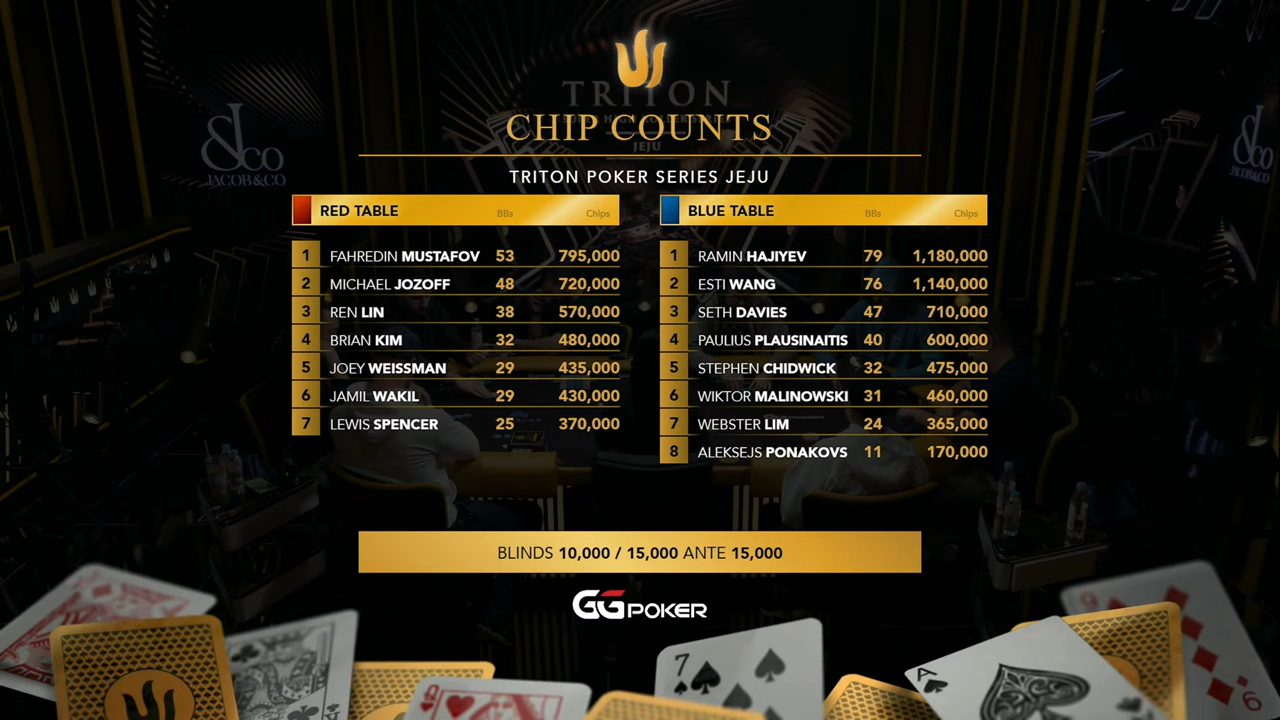 TRITON
CHIP COUNTS
JEJU
TRITON POKER SERIES JEJU
J&CO
JACOB&CO
JACOB&CO
RED TABLE BBs Chips
1 FAHREDIN MUSTAFOV 53 795,000
2 MICHAEL JOZOFF 48 720,000
3 REN LIN 38 570,000
4 BRIAN KIM 32 480,000
5 JOEY WEISSMAN 29 435,000
6 JAMIL WAKIL 29 430,000
7 LEWIS SPENCER 25 370,000
BLUE TABLE BBs Chips
1 RAMIN HAJIYEV 79 1,180,000
2 ESTI WANG 76 1,140,000
3 SETH DAVIES 47 710,000
4 PAULIUS PLAUSINAITIS 40 600,000
5 STEPHEN CHIDWICK 32 475,000
6 WIKTOR MALINOWSKI 31 460,000
7 WEBSTER LIM 24 365,000
8 ALEKSEJS PONAKOVS 11 170,000
BLINDS 10,000 / 15,000 ANTE 15,000
GGPOKER
K
Q
7
A
9
9